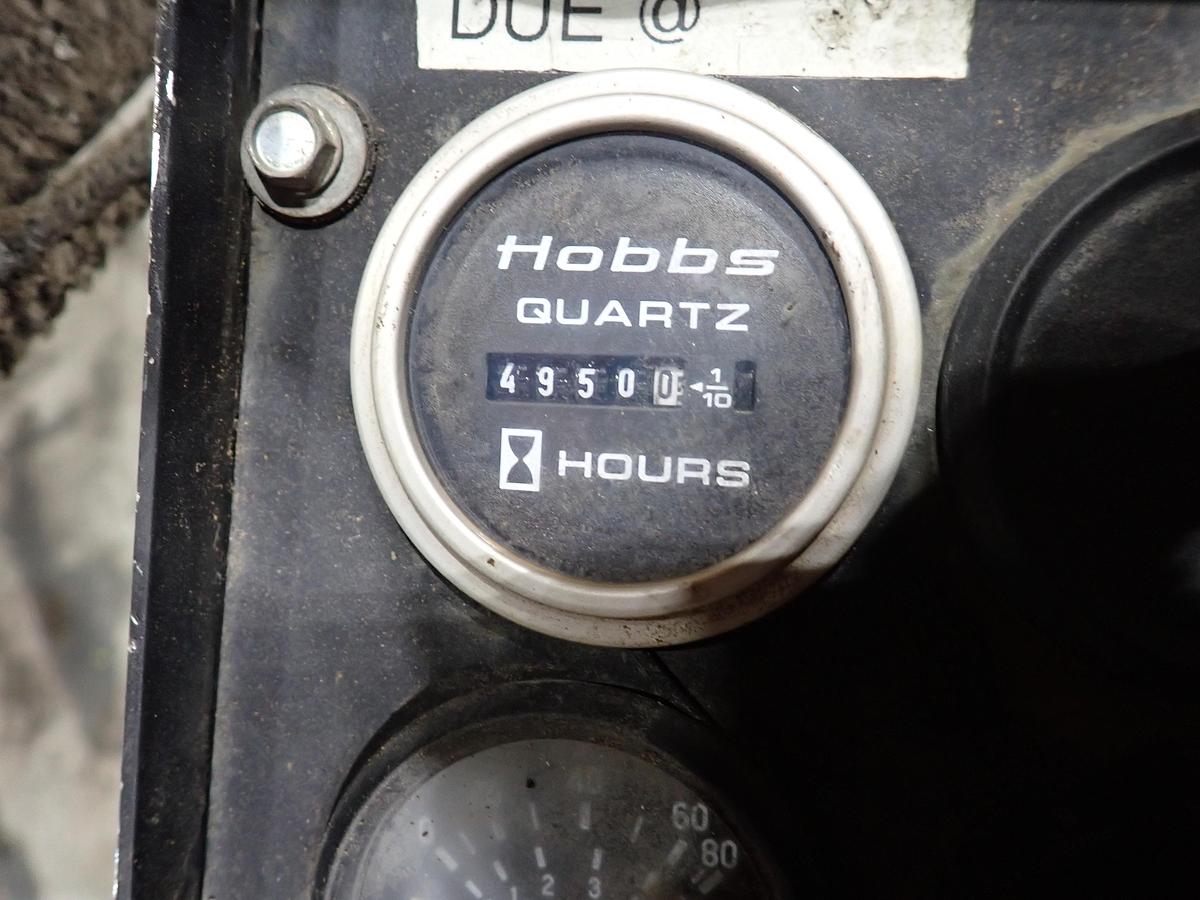 DUE @
Hobbs
QUARTZ
49500 ◄1/10
HOURS
60
80
2 3